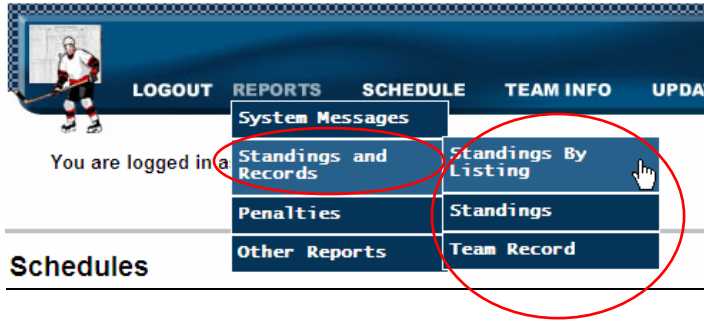 LOGOUT REPORTS SCHEDULE TEAM INFO UPDA
System Messages
You are logged in a
Standings and
Records
Standings By
Listing
Penalties
Standings
Other Reports
Team Record
Schedules